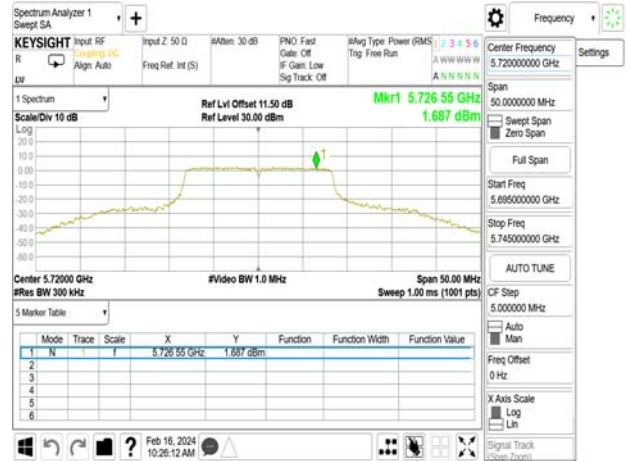 Spectrum Analyzer 1
Swept SA
+
Frequency
KEYSIGHT
R
Input: RF
Coupling: DC
Align: Auto
Input Z: 50 Ω
Freq Ref: Int (S)
#Atten: 30 dB
PNO: Fast
Gate: Off
IF Gain: Low
Sig Track: Off
#Avg Type: Power (RMS
Trig: Free Run
1 2 3 4 5 6
A W W W W W
A N N N N N
Center Frequency
5.720000000 GHz
Settings
Span
50.0000000 MHz
Swept Span
Zero Span
Full Span
Start Freq
5.695000000 GHz
Stop Freq
5.745000000 GHz
AUTO TUNE
CF Step
5.000000 MHz
Auto
Man
Freq Offset
0 Hz
X Axis Scale
Log
Lin
Signal Track
(Span Zoom)
1 Spectrum
Scale/Div 10 dB
Ref Lvl Offset 11.50 dB
Ref Level 30.00 dBm
Mkr1 5.726 55 GHz
1.687 dBm
Log
20.0
10.0
0.00
-10.0
-20.0
-30.0
-40.0
-50.0
-60.0
1
Center 5.72000 GHz
#Res BW 300 kHz
#Video BW 1.0 MHz
Span 50.00 MHz
Sweep 1.00 ms (1001 pts)
5 Marker Table
Mode Trace Scale X Y Function Function Width Function Value
1 N 1 f 5.726 55 GHz 1.687 dBm
2
3
4
5
6
?
Feb 16, 2024
10:26:12 AM